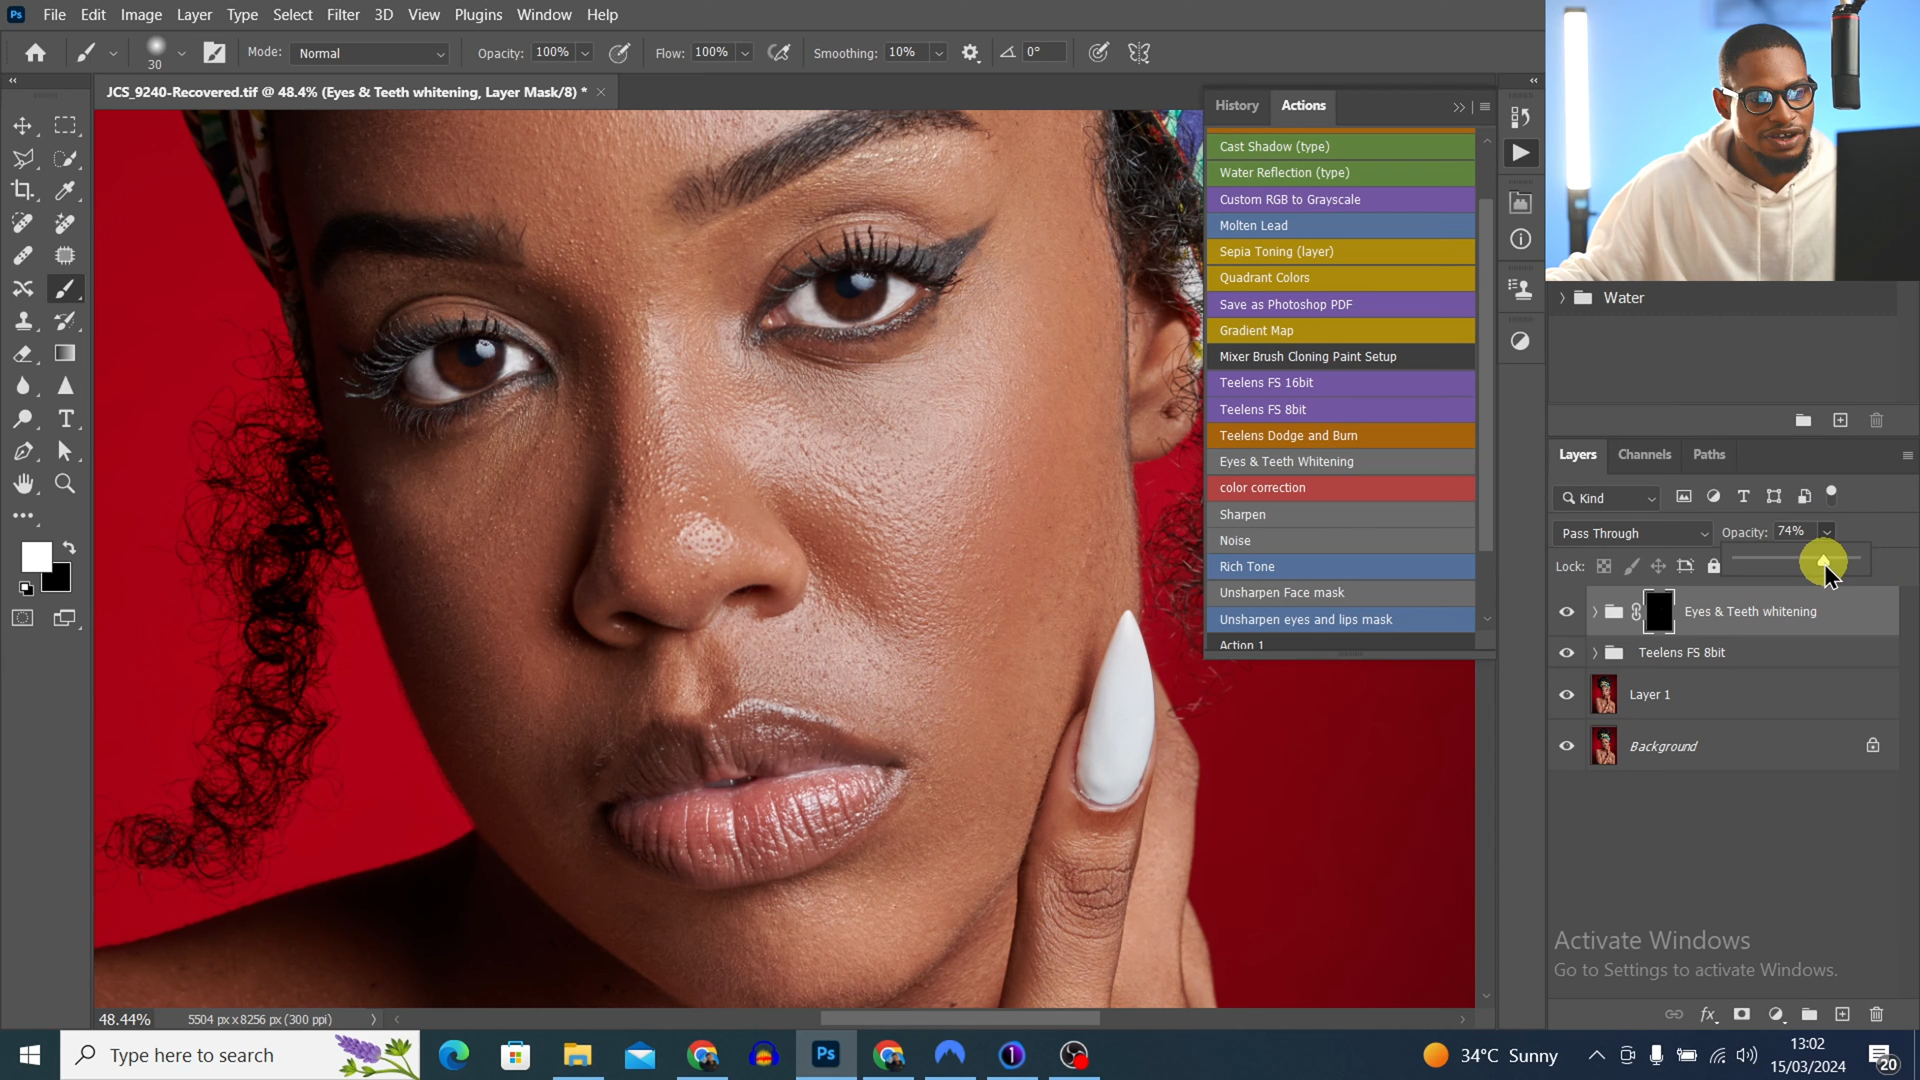 Ps File Edit Image Layer Type Select Filter 3D View Plugins Window Help
30 Mode: Normal Opacity: 100% Flow: 100% Smoothing: 10% 0°
JCS_9240-Recovered.tif @ 48.4% (Eyes & Teeth whitening, Layer Mask/8) *
History Actions
Cast Shadow (type)
Water Reflection (type)
Custom RGB to Grayscale
Molten Lead
Sepia Toning (layer)
Quadrant Colors
Save as Photoshop PDF
Gradient Map
Mixer Brush Cloning Paint Setup
Teelens FS 16bit
Teelens FS 8bit
Teelens Dodge and Burn
Eyes & Teeth Whitening
color correction
Sharpen
Noise
Rich Tone
Unsharpen Face mask
Unsharpen eyes and lips mask
Action 1
Water
Layers Channels Paths
Kind
Pass Through Opacity: 74%
Lock:
Eyes & Teeth whitening
Teelens FS 8bit
Layer 1
Background
Activate Windows
Go to Settings to activate Windows.
48.44% 5504 px x 8256 px (300 ppi)
Type here to search
Ps
1
34°C Sunny
13:02
15/03/2024
20